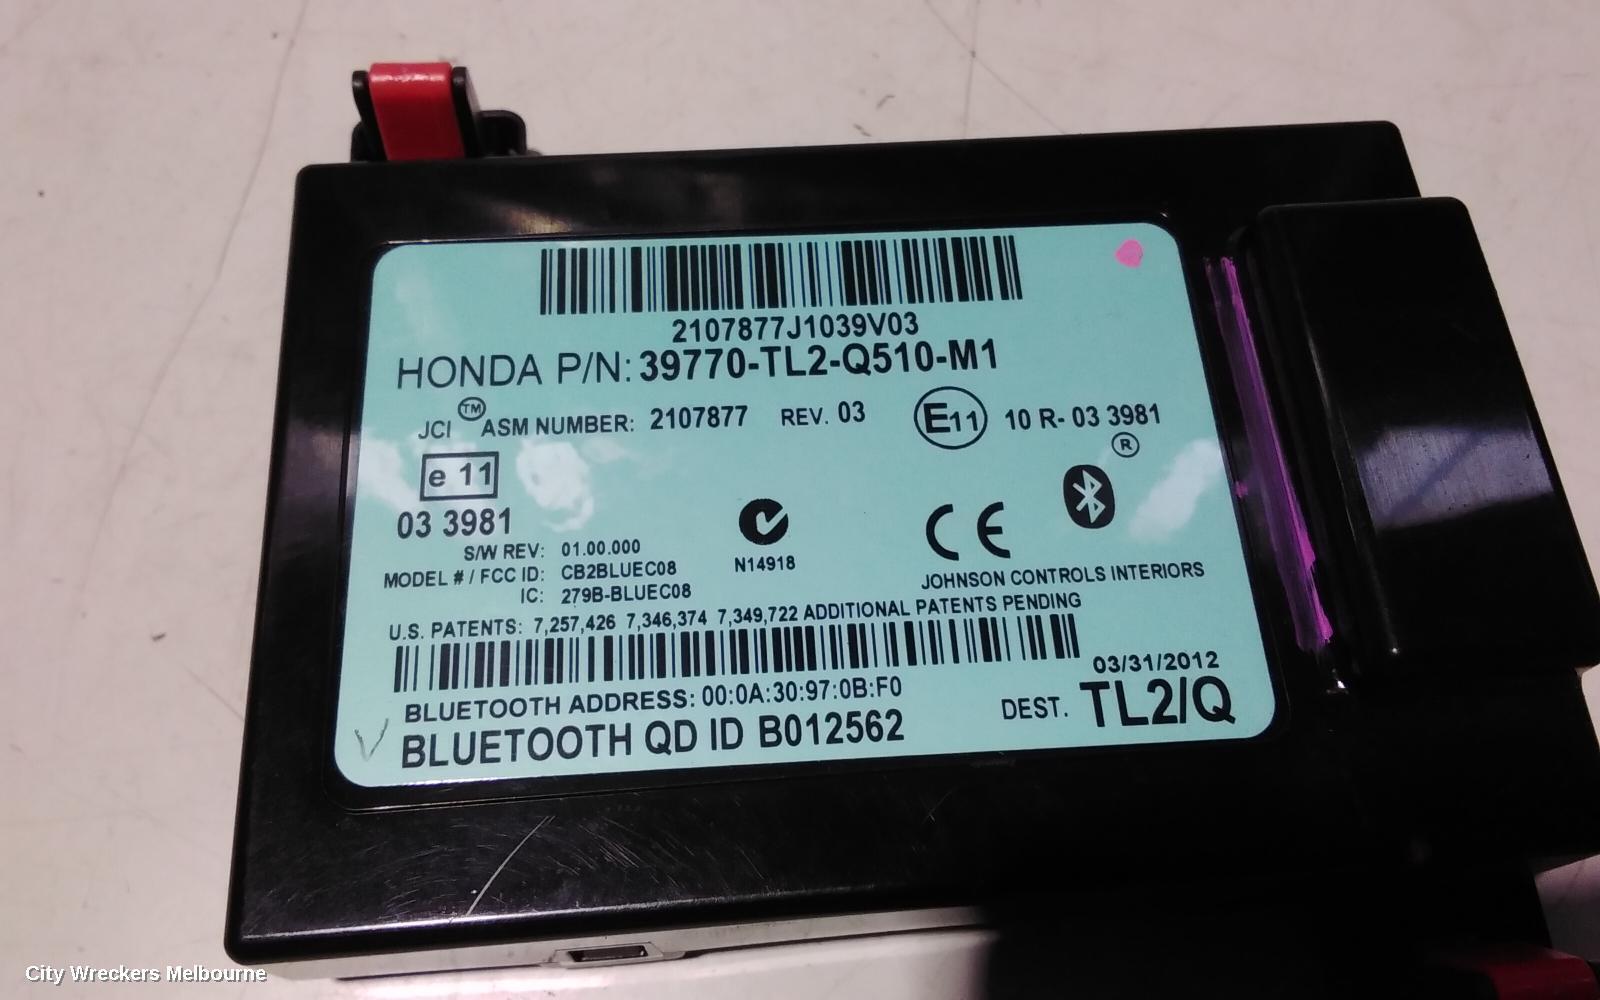 2107877J1039V03
HONDA P/N: 39770-TL2-Q510-M1
JCI TM ASM NUMBER: 2107877 REV. 03 E11 10 R- 03 3981
®
e 11
03 3981
S/W REV: 01.00.000
MODEL # / FCC ID: CB2BLUEC08
IC: 279B-BLUEC08
N14918
CE
JOHNSON CONTROLS INTERIORS
U.S. PATENTS: 7,257,426 7,346,374 7,349,722 ADDITIONAL PATENTS PENDING
03/31/2012
BLUETOOTH ADDRESS: 00:0A:30:97:0B:F0
DEST. TL2/Q
BLUETOOTH QD ID B012562
City Wreckers Melbourne